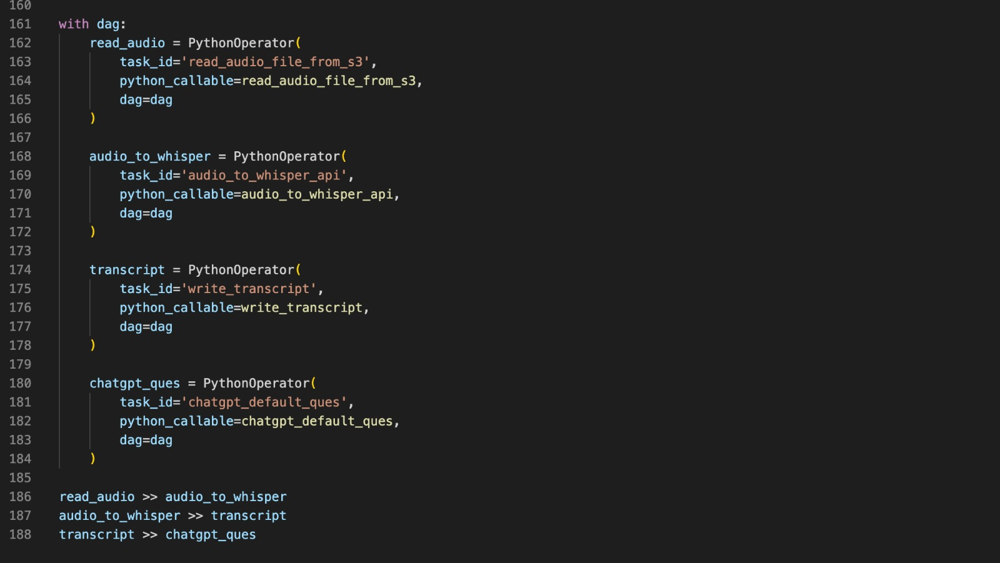 160
161 with dag:
162     read_audio = PythonOperator(
163         task_id='read_audio_file_from_s3',
164         python_callable=read_audio_file_from_s3,
165         dag=dag
166     )
167
168     audio_to_whisper = PythonOperator(
169         task_id='audio_to_whisper_api',
170         python_callable=audio_to_whisper_api,
171         dag=dag
172     )
173
174     transcript = PythonOperator(
175         task_id='write_transcript',
176         python_callable=write_transcript,
177         dag=dag
178     )
179
180     chatgpt_ques = PythonOperator(
181         task_id='chatgpt_default_ques',
182         python_callable=chatgpt_default_ques,
183         dag=dag
184     )
185
186 read_audio >> audio_to_whisper
187 audio_to_whisper >> transcript
188 transcript >> chatgpt_ques